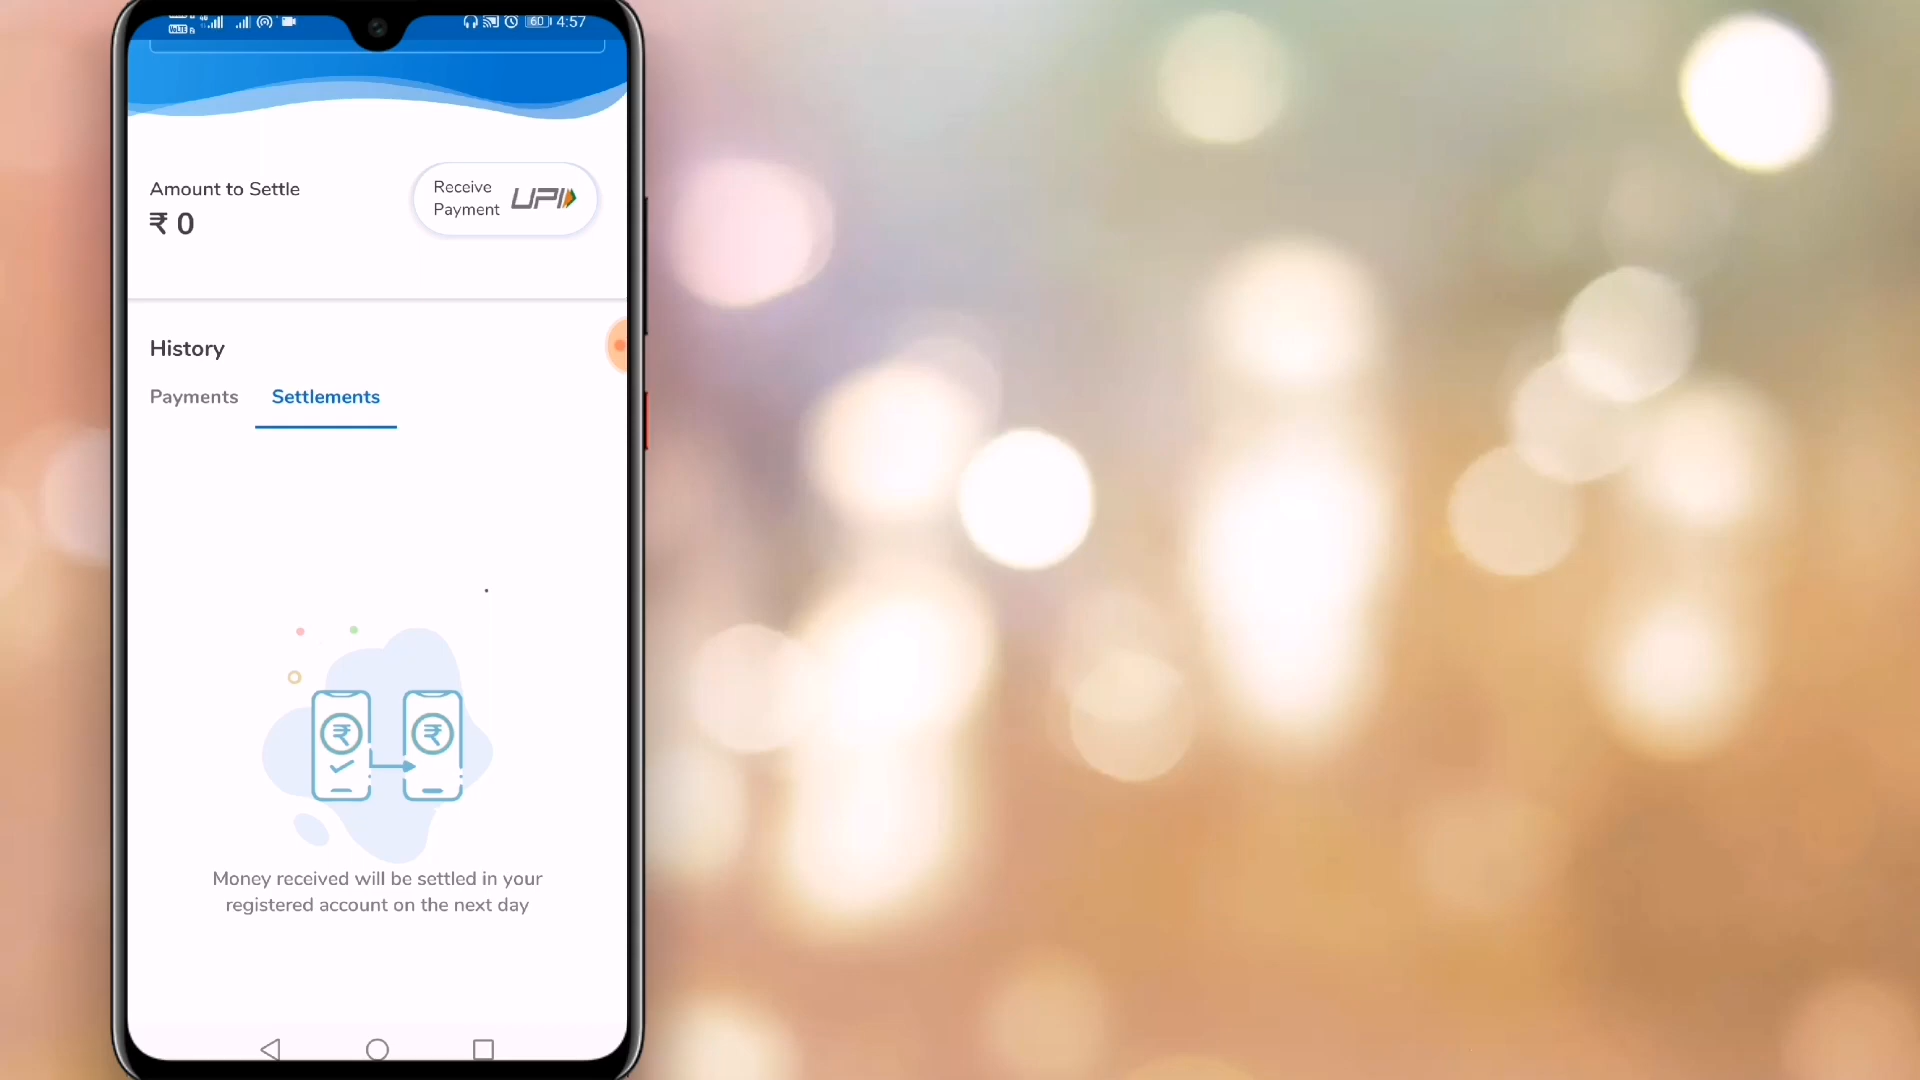 60 4:57
Amount to Settle
₹ 0
Receive
Payment
UPI
History
Payments
Settlements
₹ ₹
Money received will be settled in your
registered account on the next day